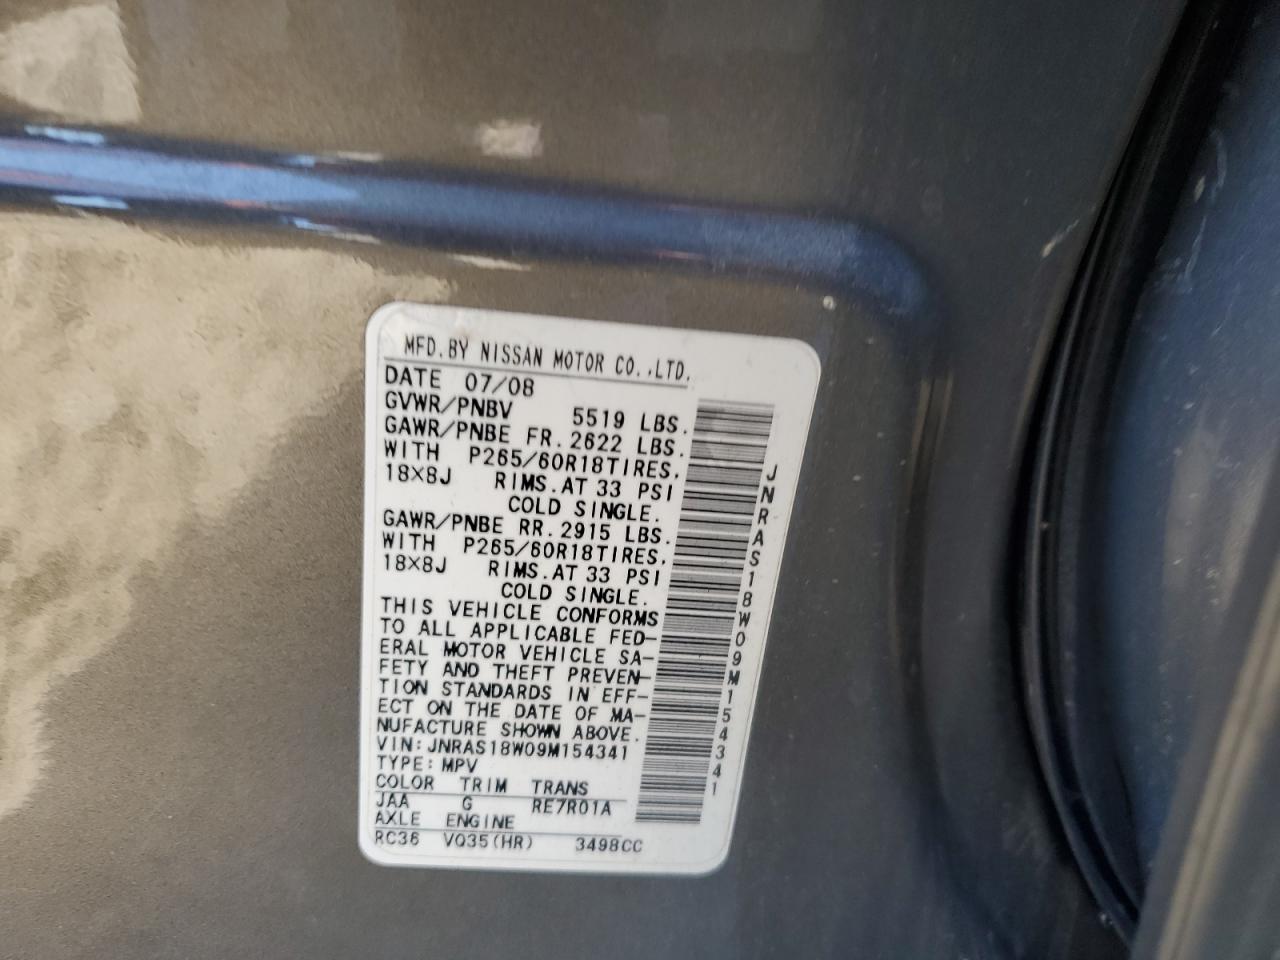 MFD. BY NISSAN MOTOR CO.,LTD.
DATE 07/08
GVWR/PNBV 5519 LBS.
GAWR/PNBE FR. 2622 LBS.
WITH P265/60R18TIRES,
18×8J RIMS. AT 33 PSI
COLD SINGLE.
GAWR/PNBE RR. 2915 LBS.
WITH P265/60R18TIRES,
18×8J RIMS. AT 33 PSI
COLD SINGLE.
THIS VEHICLE CONFORMS
TO ALL APPLICABLE FED-
ERAL MOTOR VEHICLE SA-
FETY AND THEFT PREVEN-
TION STANDARDS IN EFF-
ECT ON THE DATE OF MA-
NUFACTURE SHOWN ABOVE.
VIN: JNRAS18W09M154341
TYPE: MPV
COLOR TRIM TRANS
JAA G RE7R01A
AXLE ENGINE
RC36 VQ35(HR) 3498CC
JNRAS18W09M154341